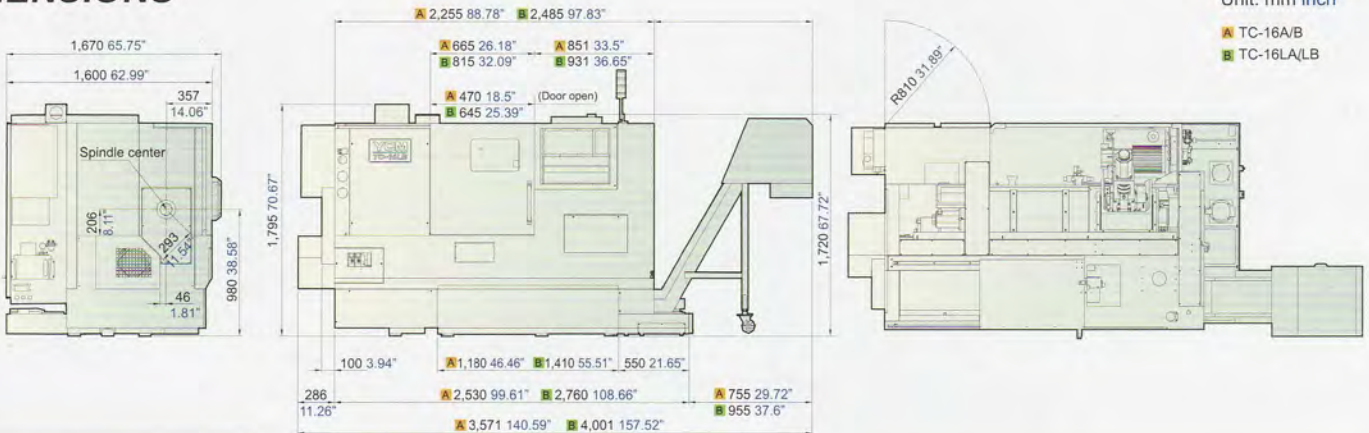 DIMENSIONS
Unit: mm Inch
A TC-16A/B
B TC-16LA/LB
1,670 65.75"
1,600 62.99"
357
14.06"
Spindle center
206
8.11"
293
11.54"
46
1.81"
980 38.58"
A 2,255 88.78" B 2,485 97.83"
A 665 26.18" A 851 33.5"
B 815 32.09" B 931 36.65"
A 470 18.5" (Door open)
B 645 25.39"
YCM
TC-16LB
1,795 70.67"
1,720 67.72"
100 3.94" A 1,180 46.46" B 1,410 55.51" 550 21.65"
286
11.26"
A 2,530 99.61" B 2,760 108.66"
A 755 29.72"
B 955 37.6"
A 3,571 140.59" B 4,001 157.52"
R810 31.89"